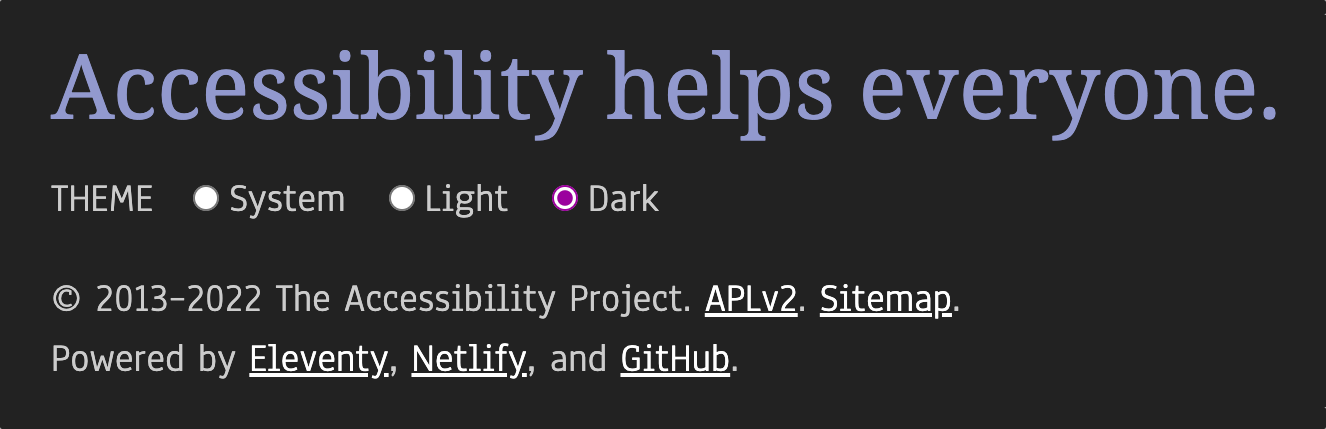 Accessibility helps everyone.
THEME System Light Dark
© 2013–2022 The Accessibility Project. APLv2. Sitemap.
Powered by Eleventy, Netlify, and GitHub.